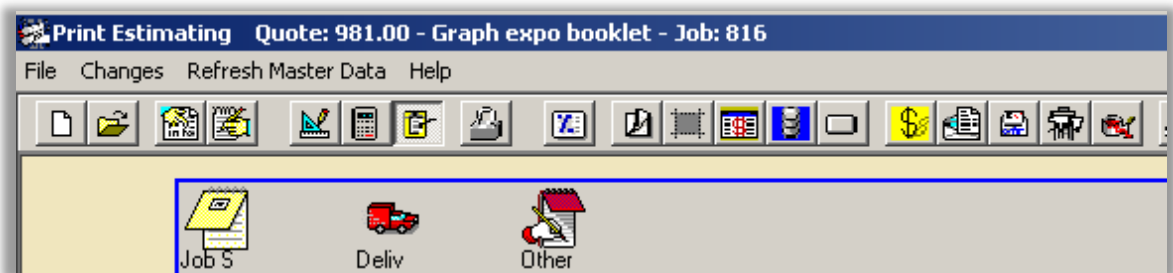 Print Estimating Quote: 981.00 - Graph expo booklet - Job: 816
File Changes Refresh Master Data Help
Job S Deliv Other